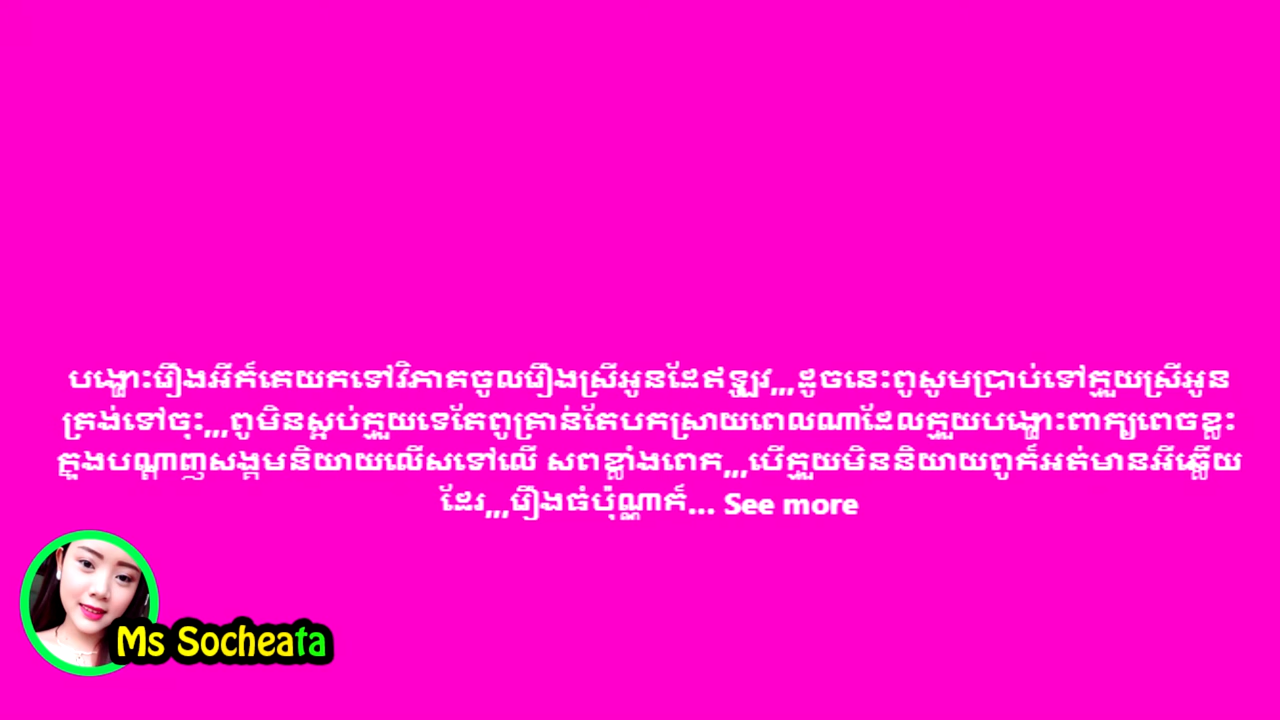 បង្ហោះរឿងអីក៏គេយកទៅវិភាគចូលរឿងស្រីអូនដែឥឡូវ,,,ដូចនេះពូសូមប្រាប់ទៅក្មួយស្រីអូន
ត្រង់ទៅចុះ,,,ពូមិនស្អប់ក្មួយទេតែពូគ្រាន់តែបកស្រាយពេលណាដែលក្មួយបង្ហោះពាក្យពេចខ្លះ
ក្នុងបណ្តាញសង្គមនិយាយលើសទៅលើ សពខ្លាំងពេក,,,បើក្មួយមិននិយាយពូក៏អត់មានអីឆ្លើយ
ដែរ,,,រឿងធំប៉ុណ្ណាក៏... See more
Ms Socheata